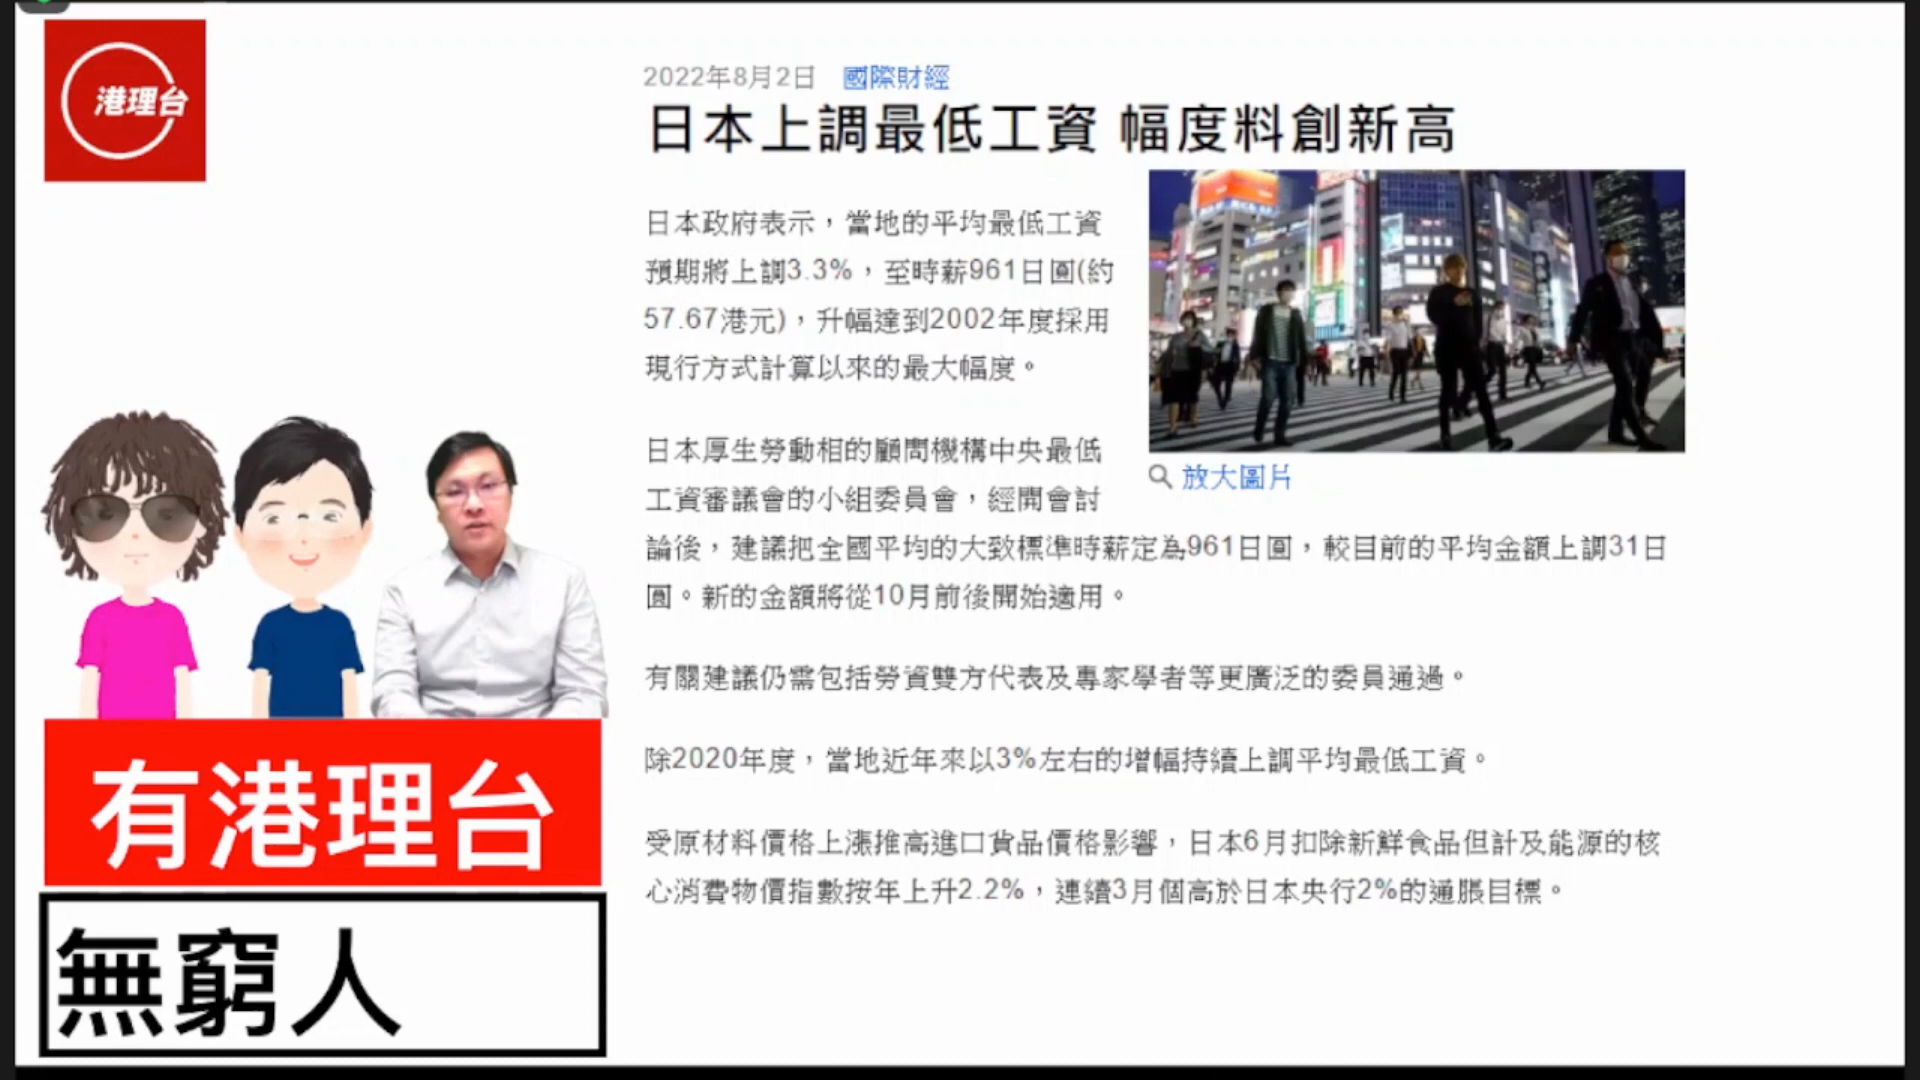 港理台
2022年8月2日 國際財經
日本上調最低工資 幅度料創新高
日本政府表示，當地的平均最低工資
預期將上調3.3%，至時薪961日圓(約
57.67港元)，升幅達到2002年度採用
現行方式計算以來的最大幅度。
日本厚生勞動相的顧問機構中央最低
工資審議會的小組委員會，經開會討
論後，建議把全國平均的大致標準時薪定為961日圓，較目前的平均金額上調31日
圓。新的金額將從10月前後開始適用。
放大圖片
有關建議仍需包括勞資雙方代表及專家學者等更廣泛的委員通過。
除2020年度，當地近年來以3%左右的增幅持續上調平均最低工資。
受原材料價格上漲推高進口貨品價格影響，日本6月扣除新鮮食品但計及能源的核
心消費物價指數按年上升2.2%，連續3月個高於日本央行2%的通脹目標。
有港理台
無窮人